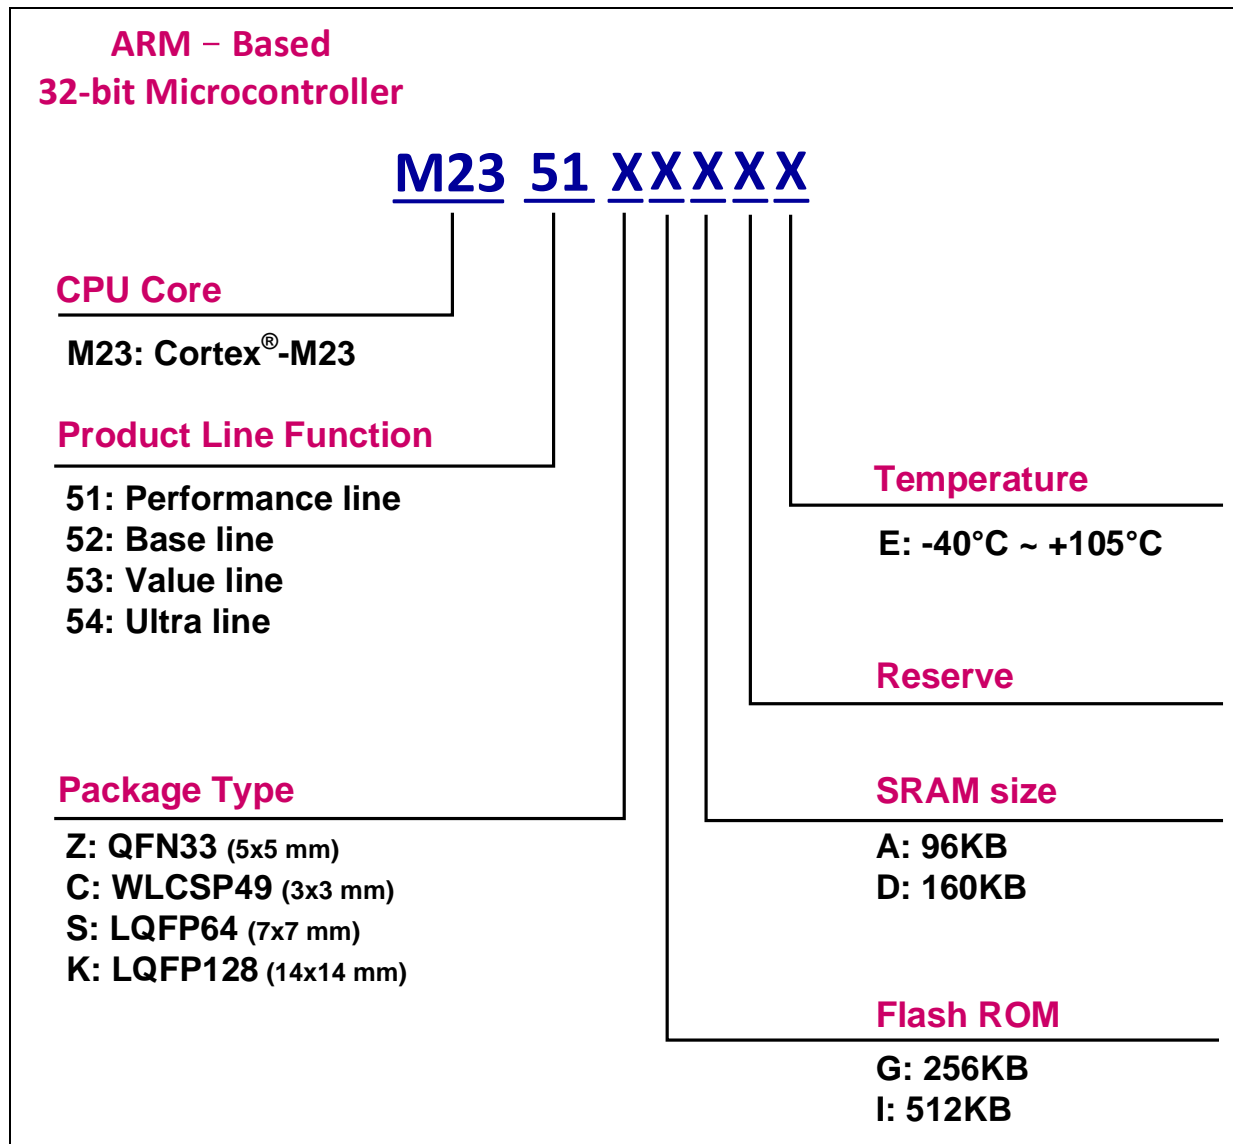 ARM – Based
32-bit Microcontroller
M23 51 X X X X X
CPU Core
M23: Cortex®-M23
Product Line Function
51: Performance line
52: Base line
53: Value line
54: Ultra line
Package Type
Z: QFN33 (5x5 mm)
C: WLCSP49 (3x3 mm)
S: LQFP64 (7x7 mm)
K: LQFP128 (14x14 mm)
Temperature
E: -40°C ~ +105°C
Reserve
SRAM size
A: 96KB
D: 160KB
Flash ROM
G: 256KB
I: 512KB